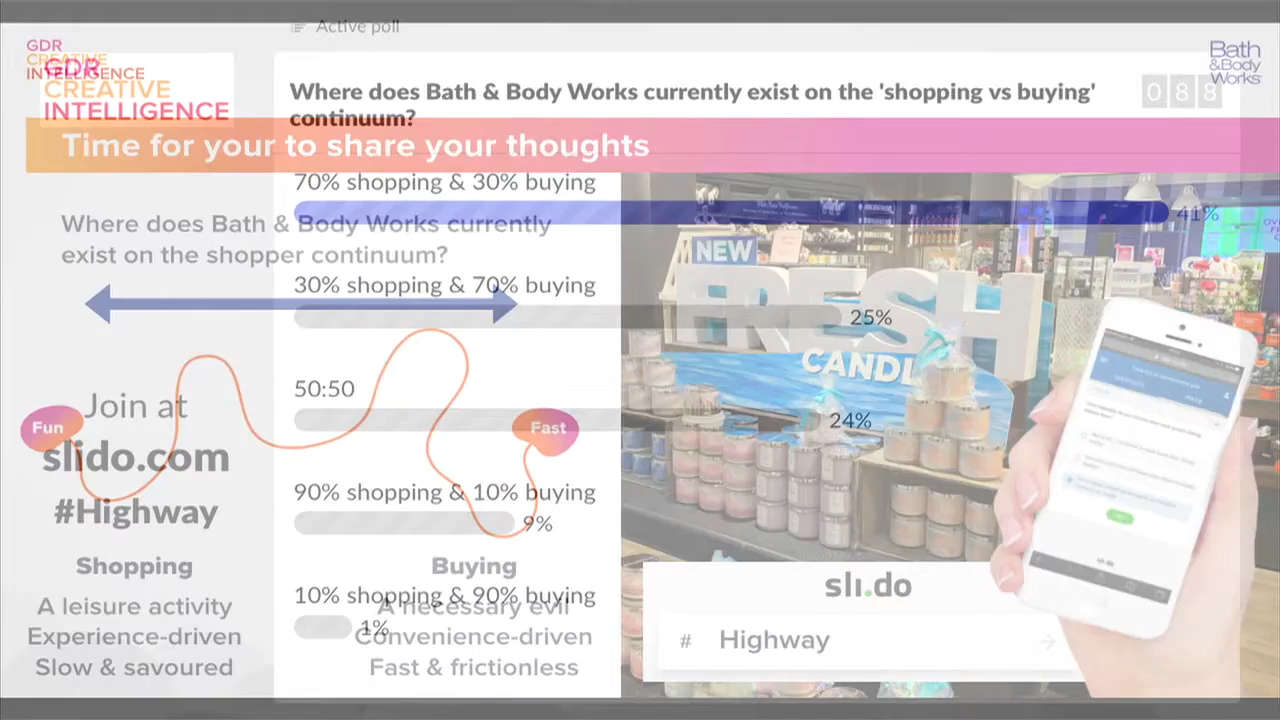 Active poll
GDR
CREATIVE
INTELLIGENCE
GDR
CREATIVE
INTELLIGENCE
Bath
&Body
Works
Where does Bath & Body Works currently exist on the 'shopping vs buying'
continuum?
088
Time for your to share your thoughts
70% shopping & 30% buying
41%
Where does Bath & Body Works currently
exist on the shopper continuum?
NEW
FRESH
CANDL
30% shopping & 70% buying
25%
50:50
24%
Join at
slido.com
#Highway
Fun
Fast
90% shopping & 10% buying
9%
Shopping
A leisure activity
Experience-driven
Slow & savoured
Buying
A necessary evil
Convenience-driven
Fast & frictionless
10% shopping & 90% buying
1%
sli.do
# Highway